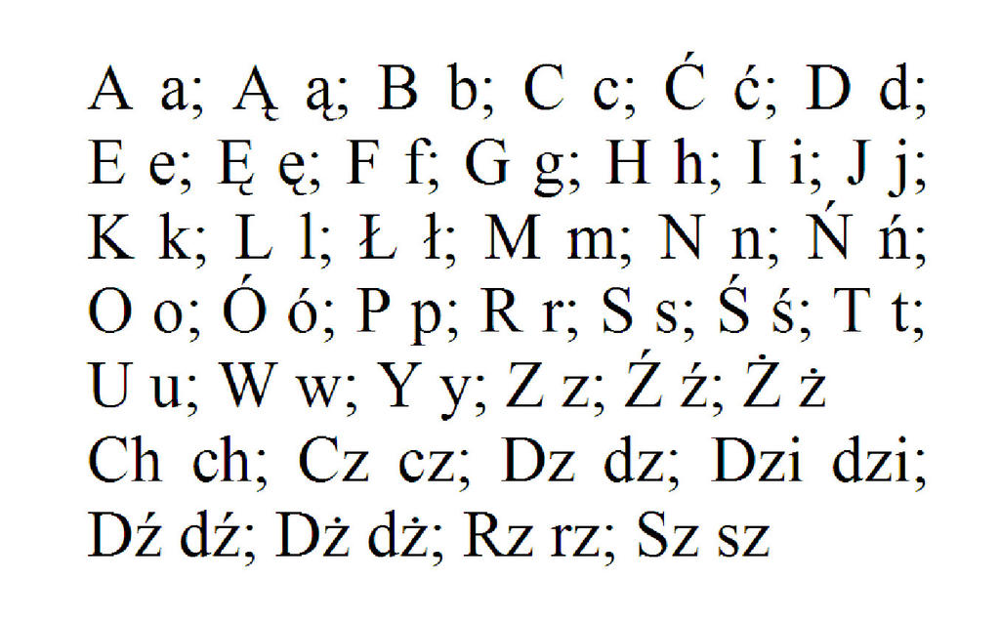 A a; Ą ą; B b; C c; Ć ć; D d;
E e; Ę ę; F f; G g; H h; I i; J j;
K k; L l; Ł ł; M m; N n; Ń ń;
O o; Ó ó; P p; R r; S s; Ś ś; T t;
U u; W w; Y y; Z z; Ź ź; Ż ż
Ch ch; Cz cz; Dz dz; Dzi dzi;
Dź dź; Dż dż; Rz rz; Sz sz